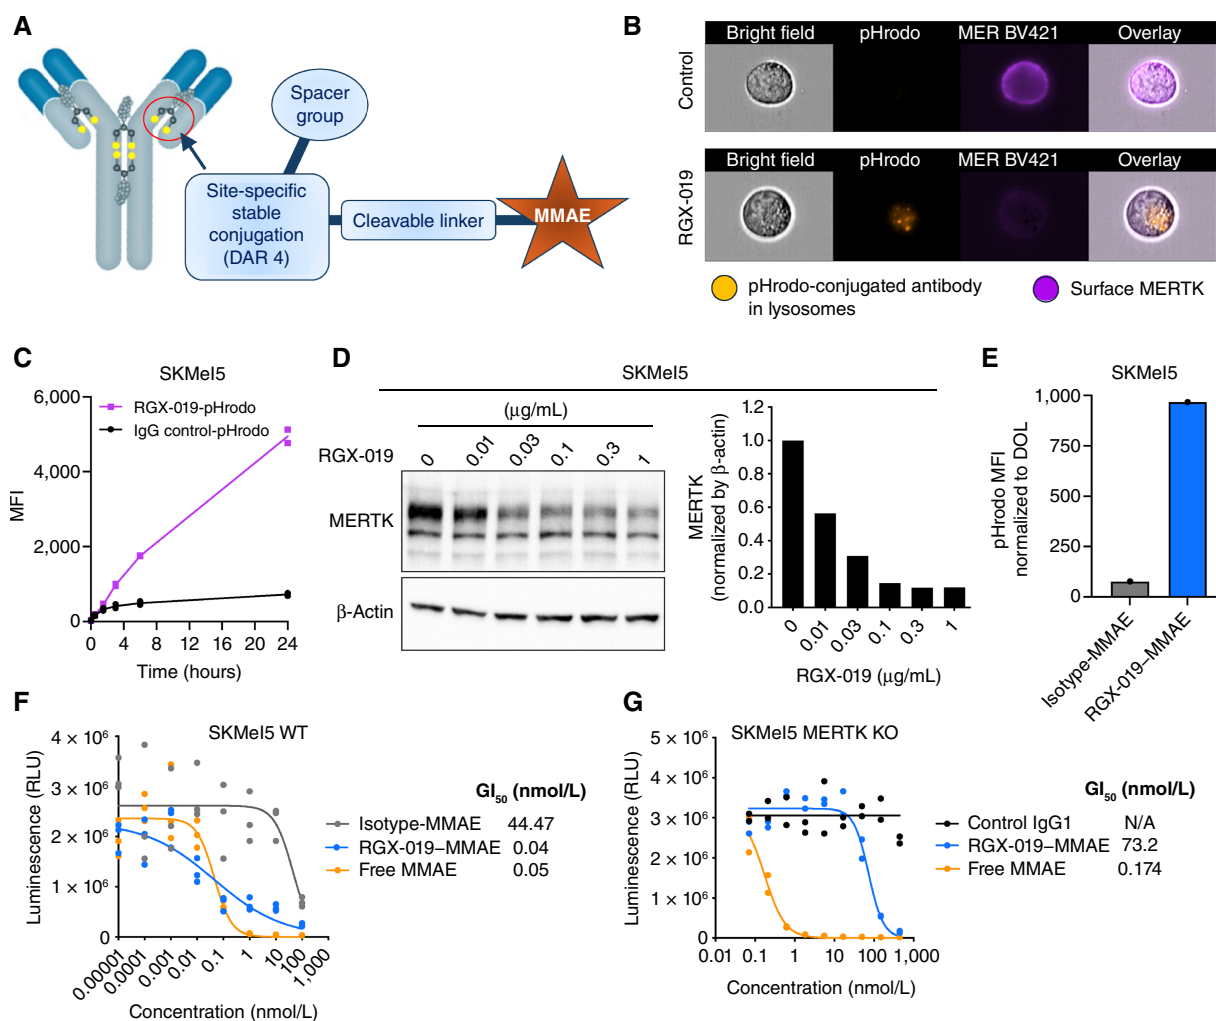 A
Spacer
group
Site-specific
stable
conjugation
(DAR 4)
Cleavable linker
MMAE
B
Bright field pHrodo MER BV421 Overlay
Control
Bright field pHrodo MER BV421 Overlay
RGX-019
pHrodo-conjugated antibody
in lysosomes
Surface MERTK
C
SKMel5
RGX-019-pHrodo
IgG control-pHrodo
MFI
6,000
4,000
2,000
0
0 4 8 12 16 20 24
Time (hours)
D
SKMel5
(μg/mL)
RGX-019 0 0.01 0.03 0.1 0.3 1
MERTK
β-Actin
MERTK
(normalized by β-actin)
1.2
1.0
0.8
0.6
0.4
0.2
0.0
0 0.01 0.03 0.1 0.3 1
RGX-019 (μg/mL)
E
SKMel5
pHrodo MFI
normalized to DOL
1,000
750
500
250
0
Isotype-MMAE
RGX-019–MMAE
F
SKMel5 WT
Luminescence (RLU)
4 × 10⁶
3 × 10⁶
2 × 10⁶
1 × 10⁶
0
0.00001 0.0001 0.001 0.01 0.1 1 10 100 1,000
Concentration (nmol/L)
GI₅₀ (nmol/L)
Isotype-MMAE 44.47
RGX-019–MMAE 0.04
Free MMAE 0.05
G
SKMel5 MERTK KO
Luminescence (RLU)
5 × 10⁶
4 × 10⁶
3 × 10⁶
2 × 10⁶
1 × 10⁶
0
0.01 0.1 1 10 100 1,000
Concentration (nmol/L)
GI₅₀ (nmol/L)
Control IgG1 N/A
RGX-019–MMAE 73.2
Free MMAE 0.174